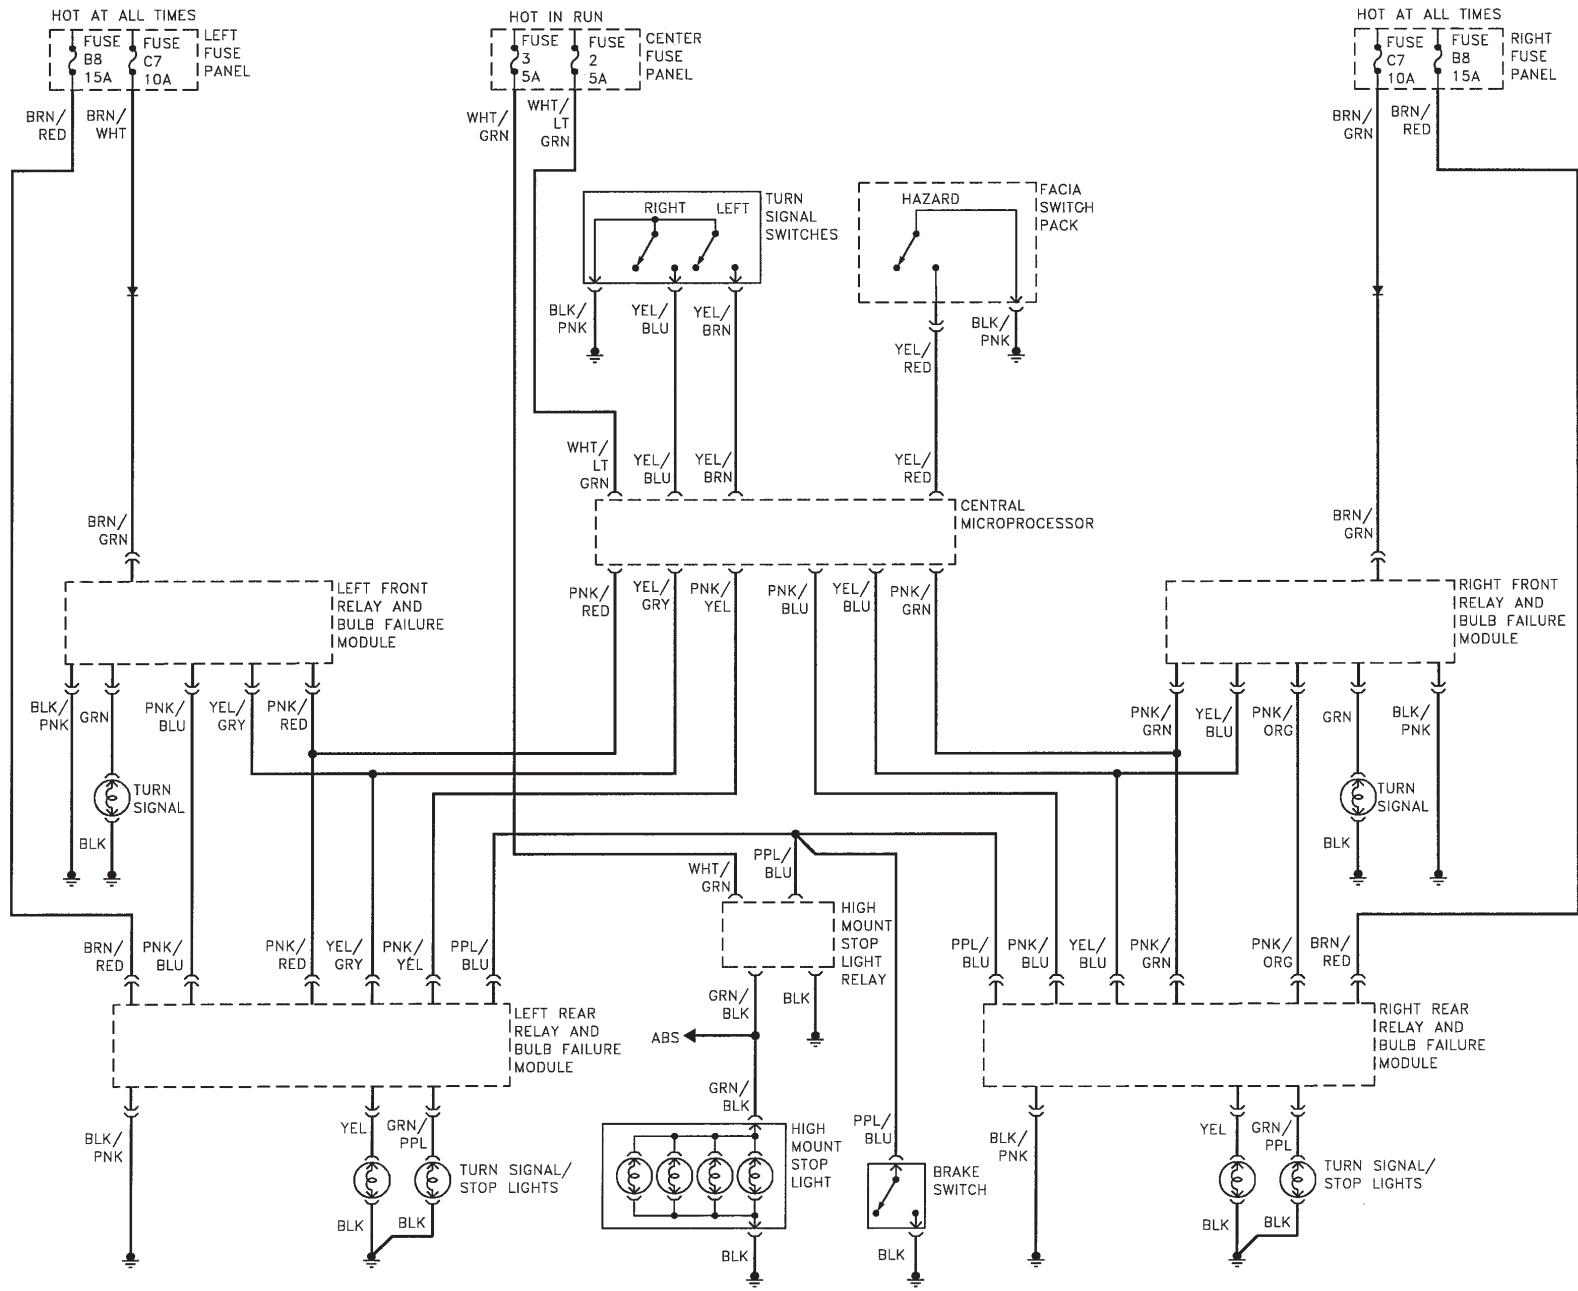 HOT AT ALL TIMES
FUSE
B8
15A
FUSE
C7
10A
LEFT
FUSE
PANEL
HOT IN RUN
FUSE
3
5A
FUSE
2
5A
CENTER
FUSE
PANEL
HOT AT ALL TIMES
FUSE
C7
10A
FUSE
B8
15A
RIGHT
FUSE
PANEL
BRN/
RED
BRN/
WHT
WHT/
GRN
WHT/
LT
GRN
BRN/
GRN
BRN/
RED
RIGHT
LEFT
TURN
SIGNAL
SWITCHES
HAZARD
FACIA
SWITCH
PACK
BLK/
PNK
YEL/
BLU
YEL/
BRN
YEL/
RED
BLK/
PNK
WHT/
LT
GRN
YEL/
BLU
YEL/
BRN
YEL/
RED
CENTRAL
MICROPROCESSOR
BRN/
GRN
BRN/
GRN
LEFT FRONT
RELAY AND
BULB FAILURE
MODULE
PNK/
RED
YEL/
GRY
PNK/
YEL
PNK/
BLU
YEL/
BLU
PNK/
GRN
RIGHT FRONT
RELAY AND
BULB FAILURE
MODULE
BLK/
PNK
GRN
PNK/
BLU
YEL/
GRY
PNK/
RED
PNK/
GRN
YEL/
BLU
PNK/
ORG
GRN
BLK/
PNK
TURN
SIGNAL
BLK
TURN
SIGNAL
BLK
WHT/
GRN
PPL/
BLU
HIGH
MOUNT
STOP
LIGHT
RELAY
BRN/
RED
PNK/
BLU
PNK/
RED
YEL/
GRY
PNK/
YEL
PPL/
BLU
PPL/
BLU
PNK/
BLU
YEL/
BLU
PNK/
GRN
PNK/
ORG
BRN/
RED
GRN/
BLK
BLK
ABS
LEFT REAR
RELAY AND
BULB FAILURE
MODULE
RIGHT REAR
RELAY AND
BULB FAILURE
MODULE
GRN/
BLK
BLK/
PNK
YEL
GRN/
PPL
TURN SIGNAL/
STOP LIGHTS
BLK
BLK
HIGH
MOUNT
STOP
LIGHT
BLK
PPL/
BLU
BRAKE
SWITCH
BLK
BLK/
PNK
YEL
GRN/
PPL
TURN SIGNAL/
STOP LIGHTS
BLK
BLK